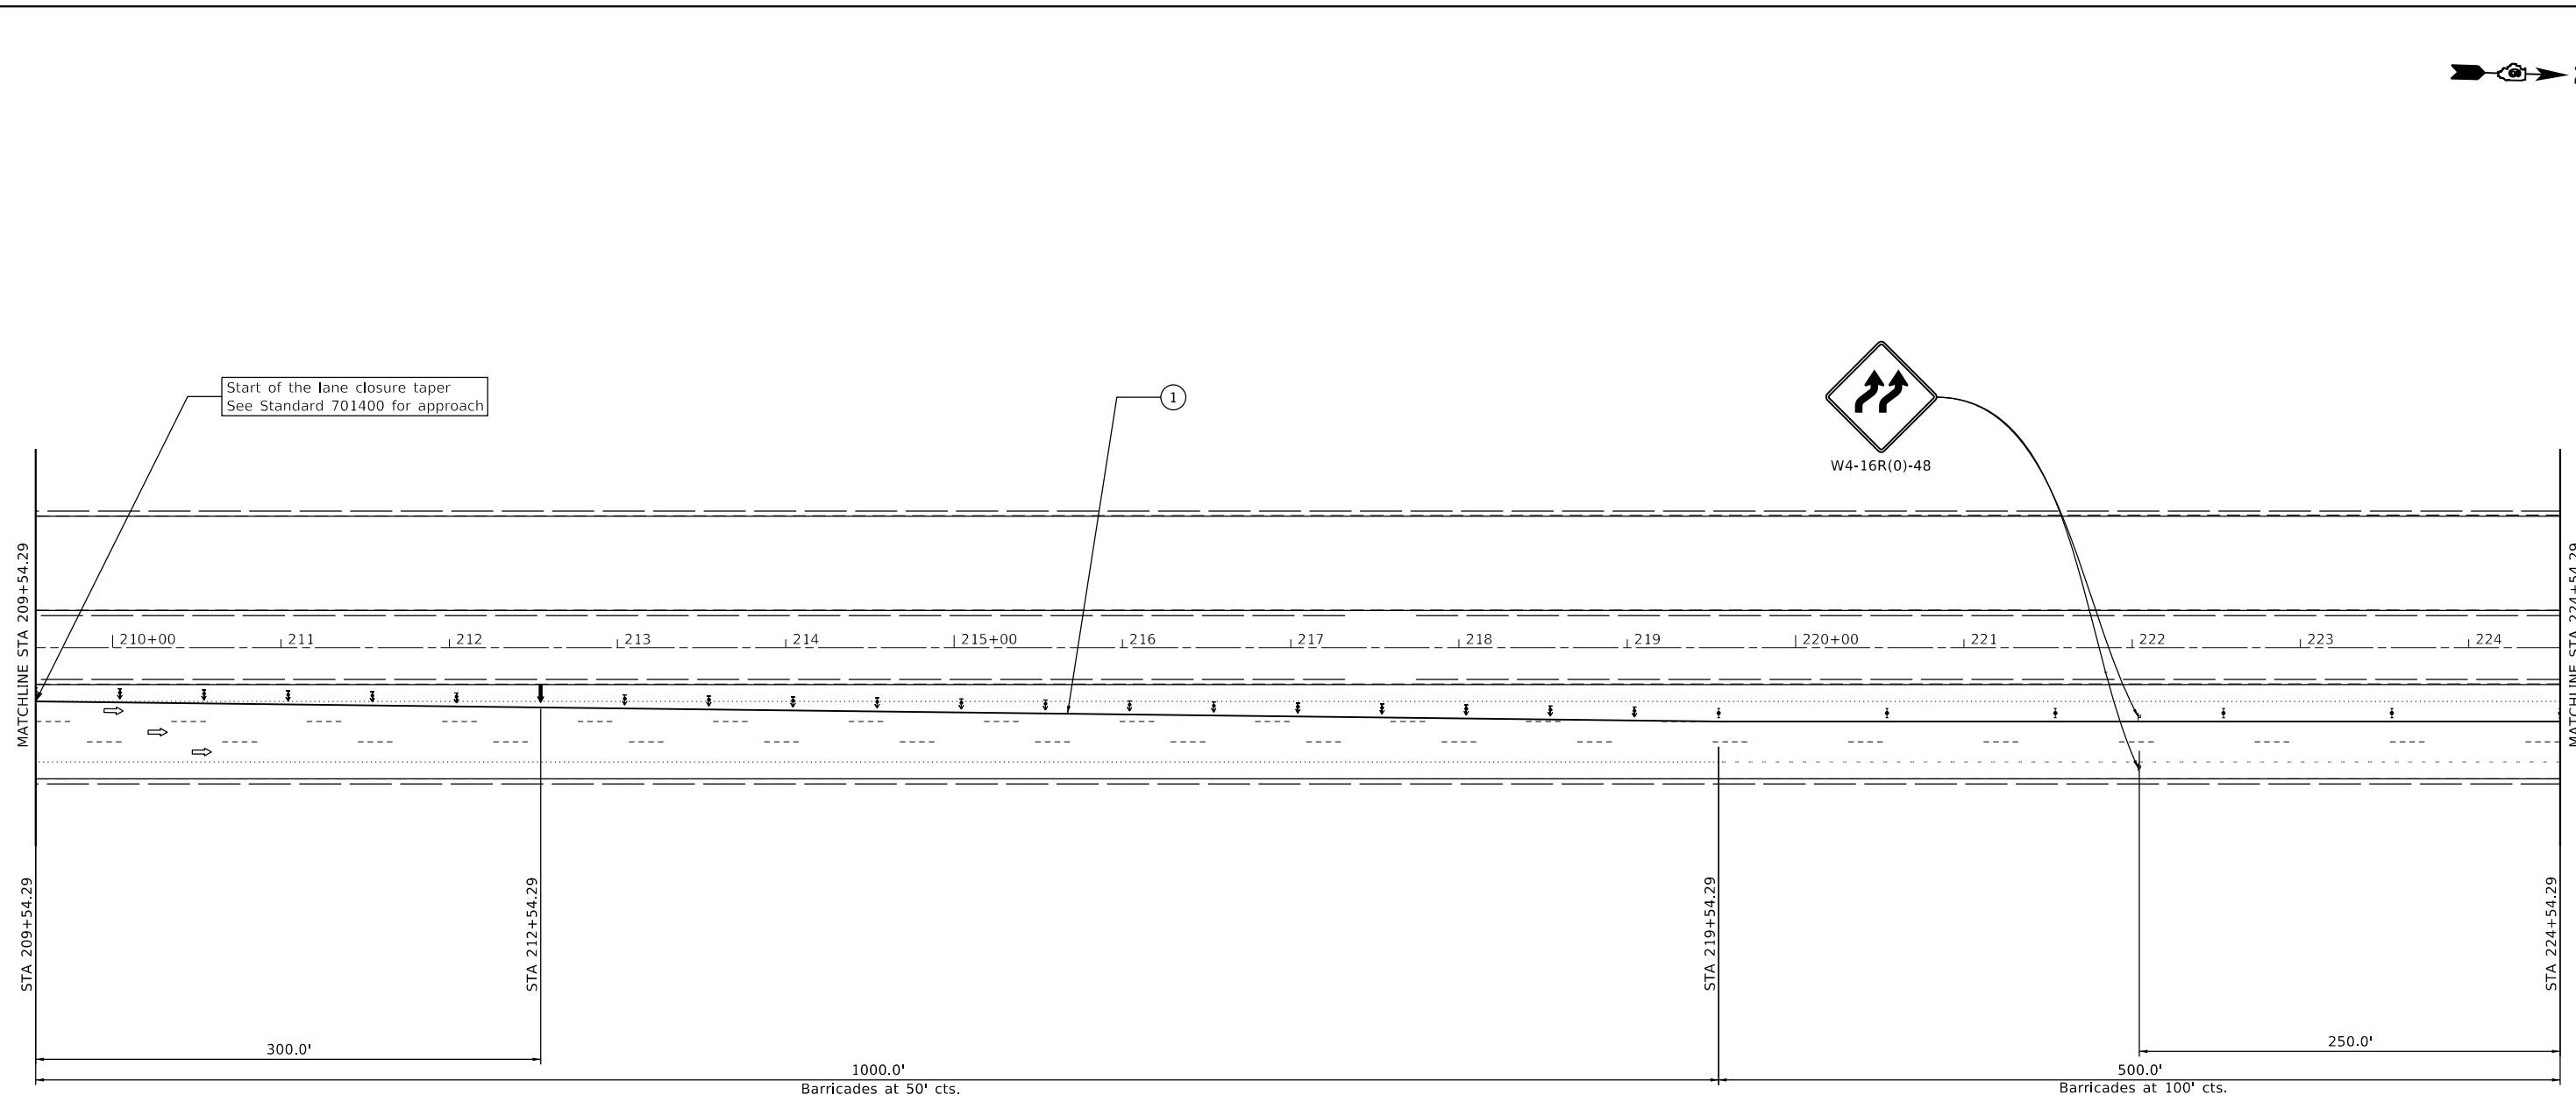 Start of the lane closure taper
See Standard 701400 for approach
1
W4-16R(0)-48
MATCHLINE STA 209+54.29
MATCHLINE STA 224+54.29
210+00 211 212 213 214 215+00 216 217 218 219 220+00 221 222 223 224
STA 209+54.29
STA 212+54.29
STA 219+54.29
STA 224+54.29
300.0'
250.0'
1000.0'
500.0'
Barricades at 50' cts.
Barricades at 100' cts.